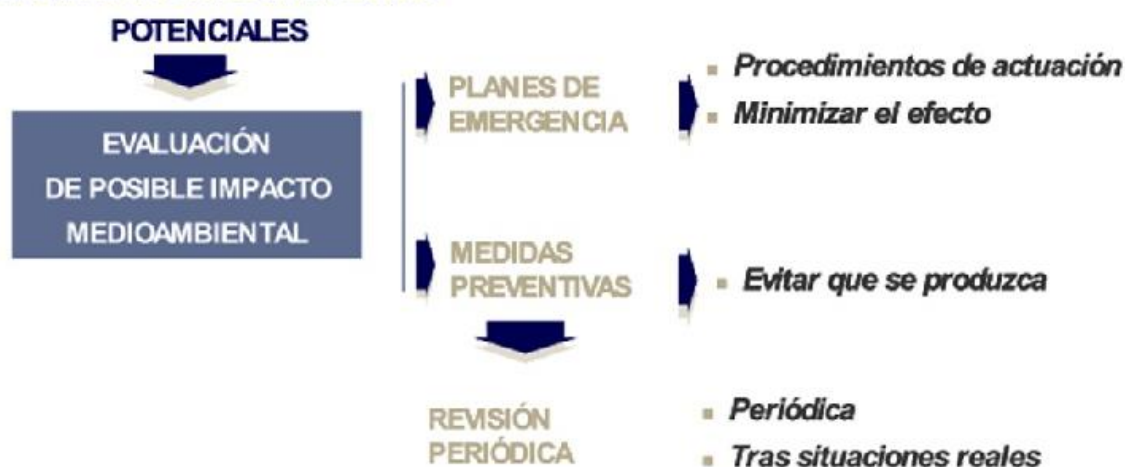 POTENCIALES
EVALUACIÓN
DE POSIBLE IMPACTO
MEDIOAMBIENTAL
PLANES DE
EMERGENCIA
Procedimientos de actuación
Minimizar el efecto
MEDIDAS
PREVENTIVAS
Evitar que se produzca
REVISIÓN
PERIÓDICA
Periódica
Tras situaciones reales